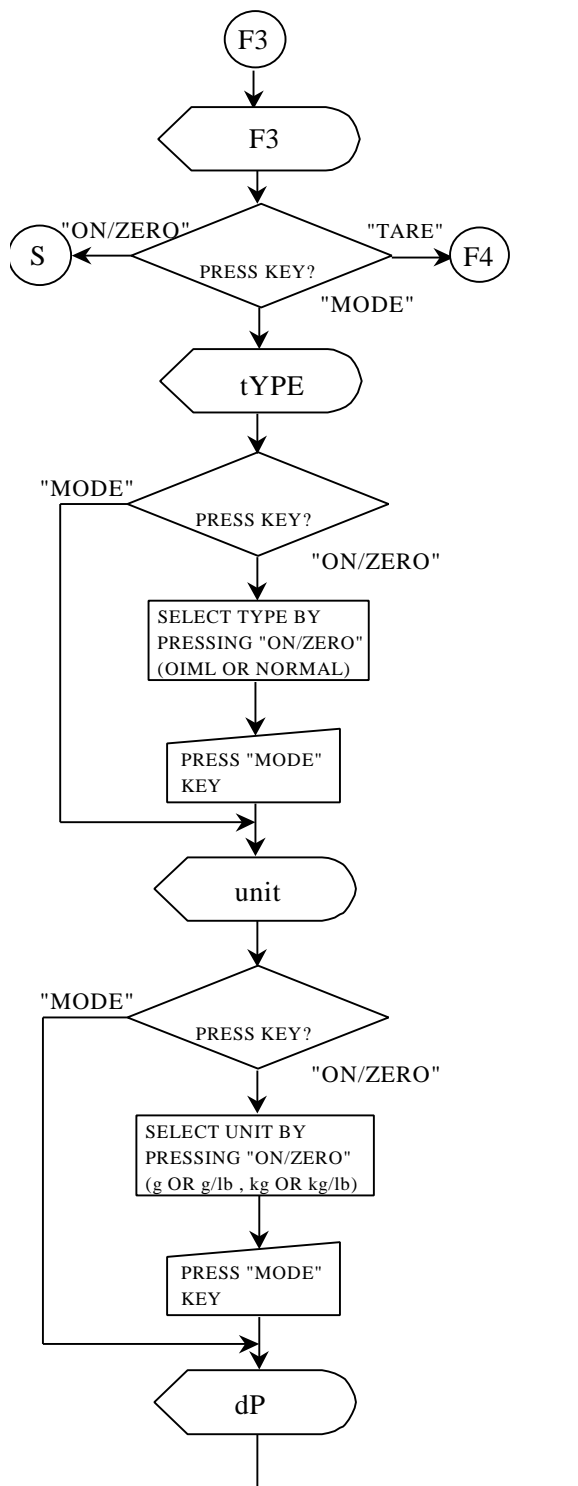 F3
F3
"ON/ZERO"
"TARE"
S
PRESS KEY?
F4
"MODE"
tYPE
"MODE"
PRESS KEY?
"ON/ZERO"
SELECT TYPE BY
PRESSING "ON/ZERO"
(OIML OR NORMAL)
PRESS "MODE"
KEY
unit
"MODE"
PRESS KEY?
"ON/ZERO"
SELECT UNIT BY
PRESSING "ON/ZERO"
(g OR g/lb , kg OR kg/lb)
PRESS "MODE"
KEY
dP